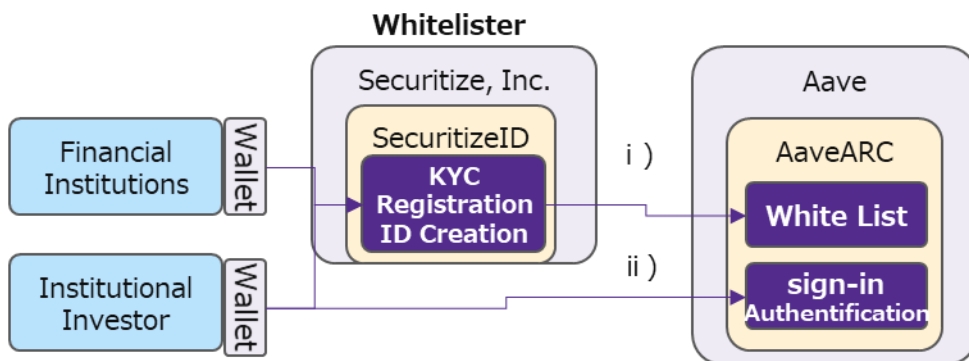 Whitelister
Securitize, Inc.
Aave
SecuritizeID
AaveARC
Financial
Institutions
Wallet
KYC
Registration
ID Creation
ⅰ )
White List
Institutional
Investor
Wallet
ⅱ )
sign-in
Authentification